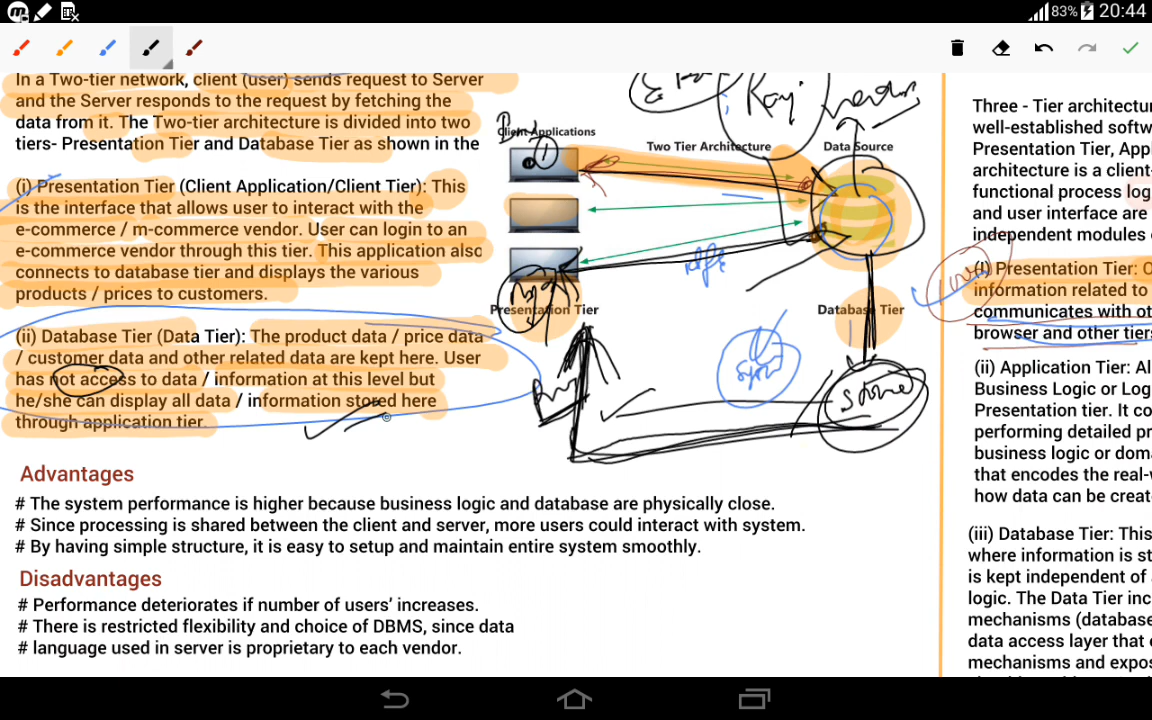 83% 20:44
In a Two-tier network, client (user) sends request to Server
and the Server responds to the request by fetching the
data from it. The Two-tier architecture is divided into two
tiers- Presentation Tier and Database Tier as shown in the
(i) Presentation Tier (Client Application/Client Tier): This
is the interface that allows user to interact with the
e-commerce / m-commerce vendor. User can login to an
e-commerce vendor through this tier. This application also
connects to database tier and displays the various
products / prices to customers.
(ii) Database Tier (Data Tier): The product data / price data
/ customer data and other related data are kept here. User
has not access to data / information at this level but
he/she can display all data / information stored here
through application tier.
Client Applications
Two Tier Architecture
Data Source
Presentation Tier
Database Tier
store
Advantages
# The system performance is higher because business logic and database are physically close.
# Since processing is shared between the client and server, more users could interact with system.
# By having simple structure, it is easy to setup and maintain entire system smoothly.
Disadvantages
# Performance deteriorates if number of users’ increases.
# There is restricted flexibility and choice of DBMS, since data
# language used in server is proprietary to each vendor.
Three - Tier architectu
well-established softw
Presentation Tier, Appl
architecture is a client-
functional process log
and user interface are
independent modules
(i) Presentation Tier: O
information related to
communicates with ot
browser and other tiers
(ii) Application Tier: Al
Business Logic or Log
Presentation tier. It co
performing detailed pr
business logic or dom
that encodes the real-
how data can be creat
(iii) Database Tier: This
where information is st
is kept independent of
logic. The Data Tier inc
mechanisms (database
data access layer that
mechanisms and expos